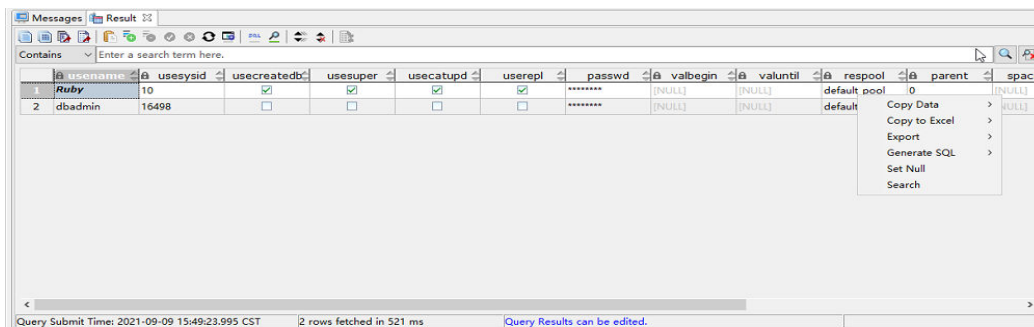 Messages Result
Contains Enter a search term here.
usename usesysid usecreatedb usesuper usecatupd userepl passwd valbegin valuntil respool parent spac
1 Ruby 10 ******** [NULL] [NULL] default_pool 0 [NULL]
2 dbadmin 16498 ******** [NULL] [NULL] default [NULL]
Copy Data >
Copy to Excel >
Export >
Generate SQL >
Set Null
Search
Query Submit Time: 2021-09-09 15:49:23.995 CST 2 rows fetched in 521 ms Query Results can be edited.